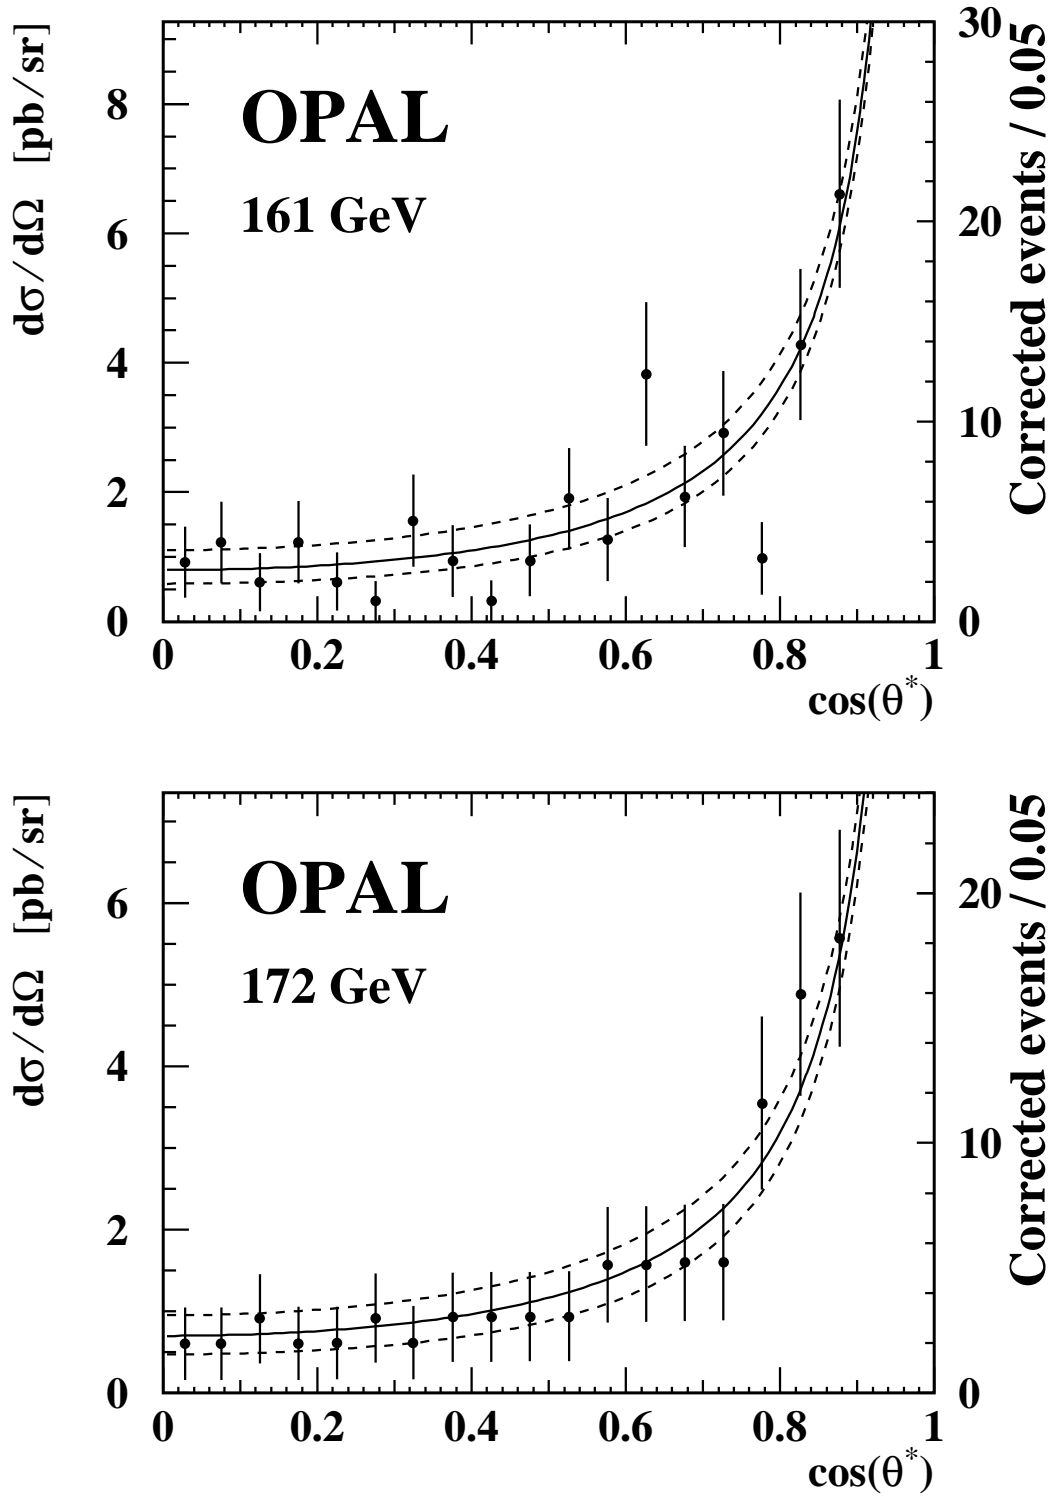 dσ/dΩ [pb/sr]
OPAL
161 GeV
8
6
4
2
0
30
20
10
0
Corrected events / 0.05
0 0.2 0.4 0.6 0.8 1
cos(θ*)
dσ/dΩ [pb/sr]
OPAL
172 GeV
6
4
2
0
20
10
0
Corrected events / 0.05
0 0.2 0.4 0.6 0.8 1
cos(θ*)